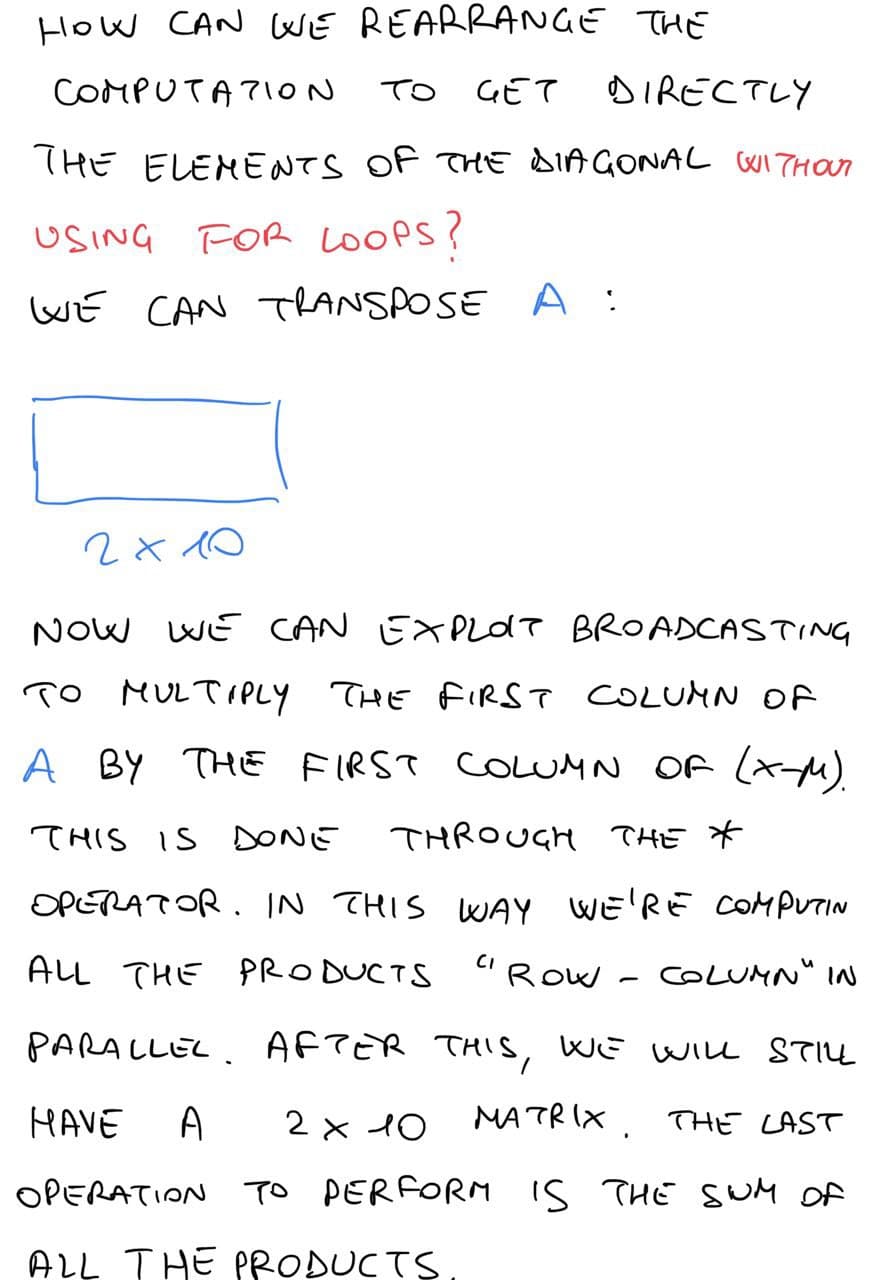 HOW CAN WE REARRANGE THE
COMPUTATION TO GET DIRECTLY
THE ELEMENTS OF THE DIAGONAL WITHOUT
USING FOR LOOPS?
WE CAN TRANSPOSE A :
2 x 10
NOW WE CAN EXPLOIT BROADCASTING
TO MULTIPLY THE FIRST COLUMN OF
A BY THE FIRST COLUMN OF (X-μ).
THIS IS DONE THROUGH THE *
OPERATOR. IN THIS WAY WE'RE COMPUTIN
ALL THE PRODUCTS "ROW - COLUMN" IN
PARALLEL. AFTER THIS, WE WILL STILL
HAVE A 2 x 10 MATRIX. THE LAST
OPERATION TO PERFORM IS THE SUM OF
ALL THE PRODUCTS.